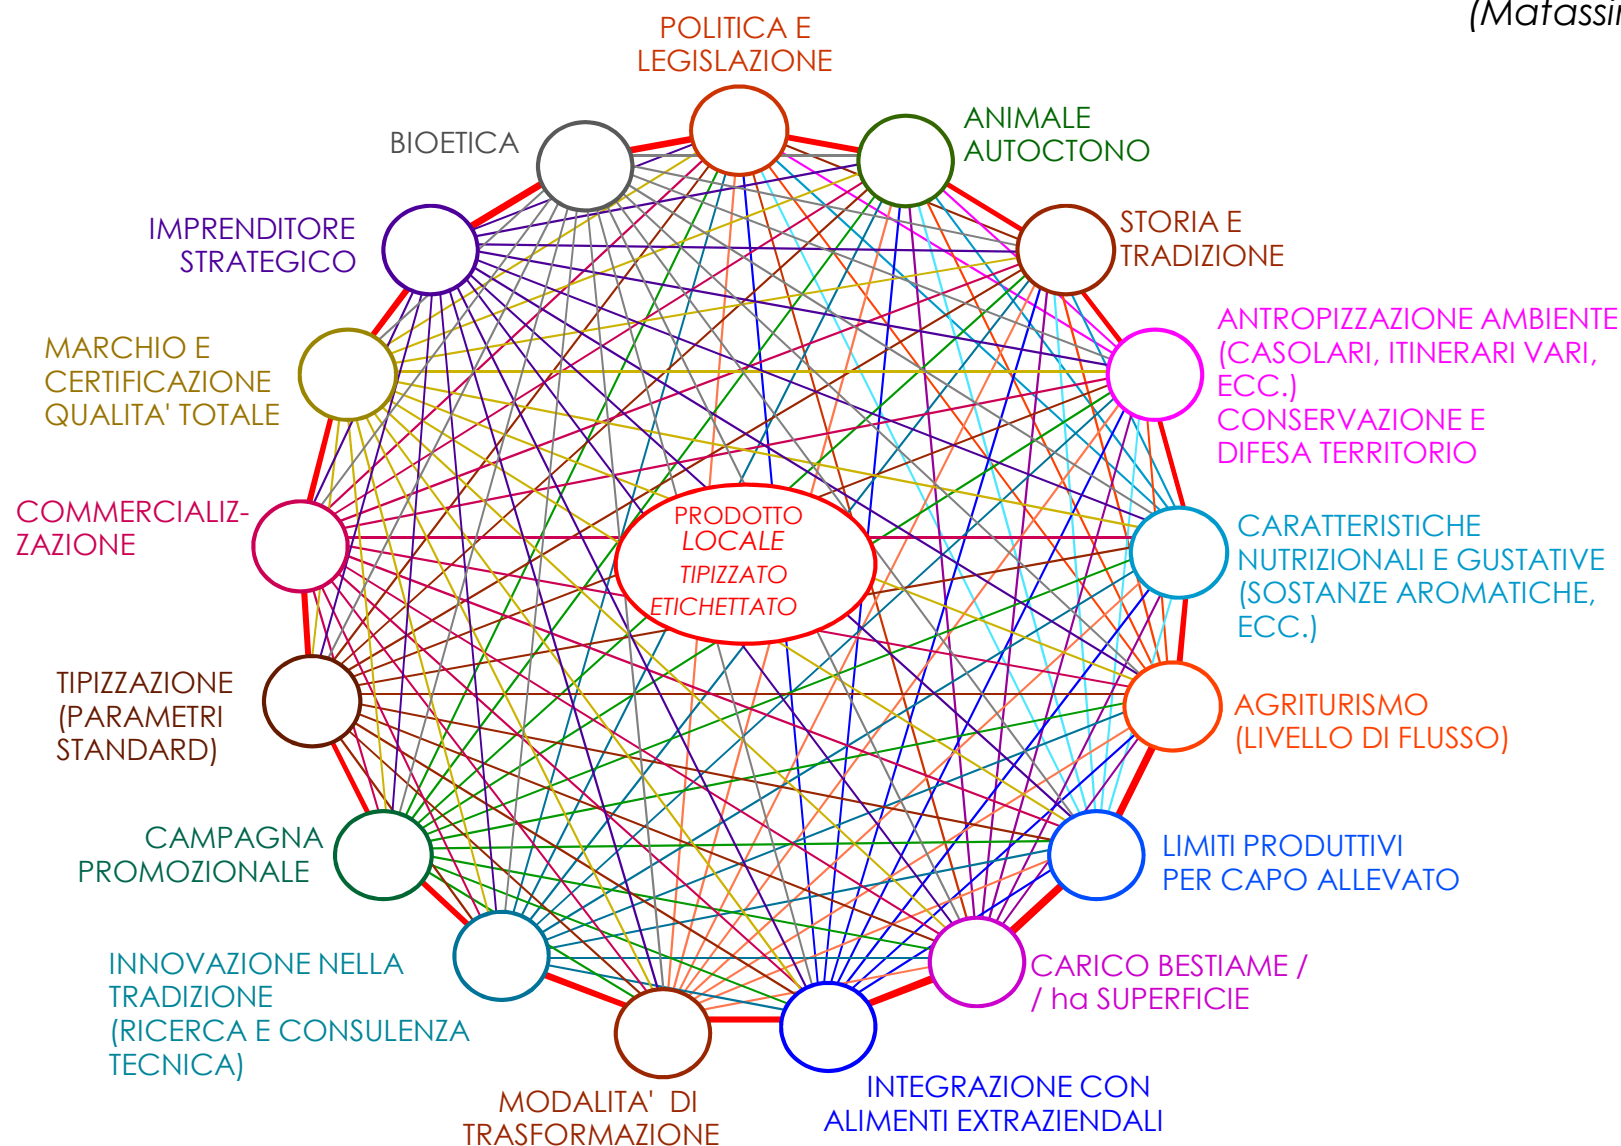 POLITICA E
LEGISLAZIONE
ANIMALE
AUTOCTONO
STORIA E
TRADIZIONE
ANTROPIZZAZIONE AMBIENTE
(CASOLARI, ITINERARI VARI,
ECC.)
CONSERVAZIONE E
DIFESA TERRITORIO
CARATTERISTICHE
NUTRIZIONALI E GUSTATIVE
(SOSTANZE AROMATICHE,
ECC.)
AGRITURISMO
(LIVELLO DI FLUSSO)
LIMITI PRODUTTIVI
PER CAPO ALLEVATO
CARICO BESTIAME /
/ ha SUPERFICIE
INTEGRAZIONE CON
ALIMENTI EXTRAZIENDALI
MODALITA' DI
TRASFORMAZIONE
INNOVAZIONE NELLA
TRADIZIONE
(RICERCA E CONSULENZA
TECNICA)
CAMPAGNA
PROMOZIONALE
TIPIZZAZIONE
(PARAMETRI
STANDARD)
COMMERCIALIZ-
ZAZIONE
MARCHIO E
CERTIFICAZIONE
QUALITA' TOTALE
IMPRENDITORE
STRATEGICO
BIOETICA
PRODOTTO
LOCALE
TIPIZZATO
ETICHETTATO